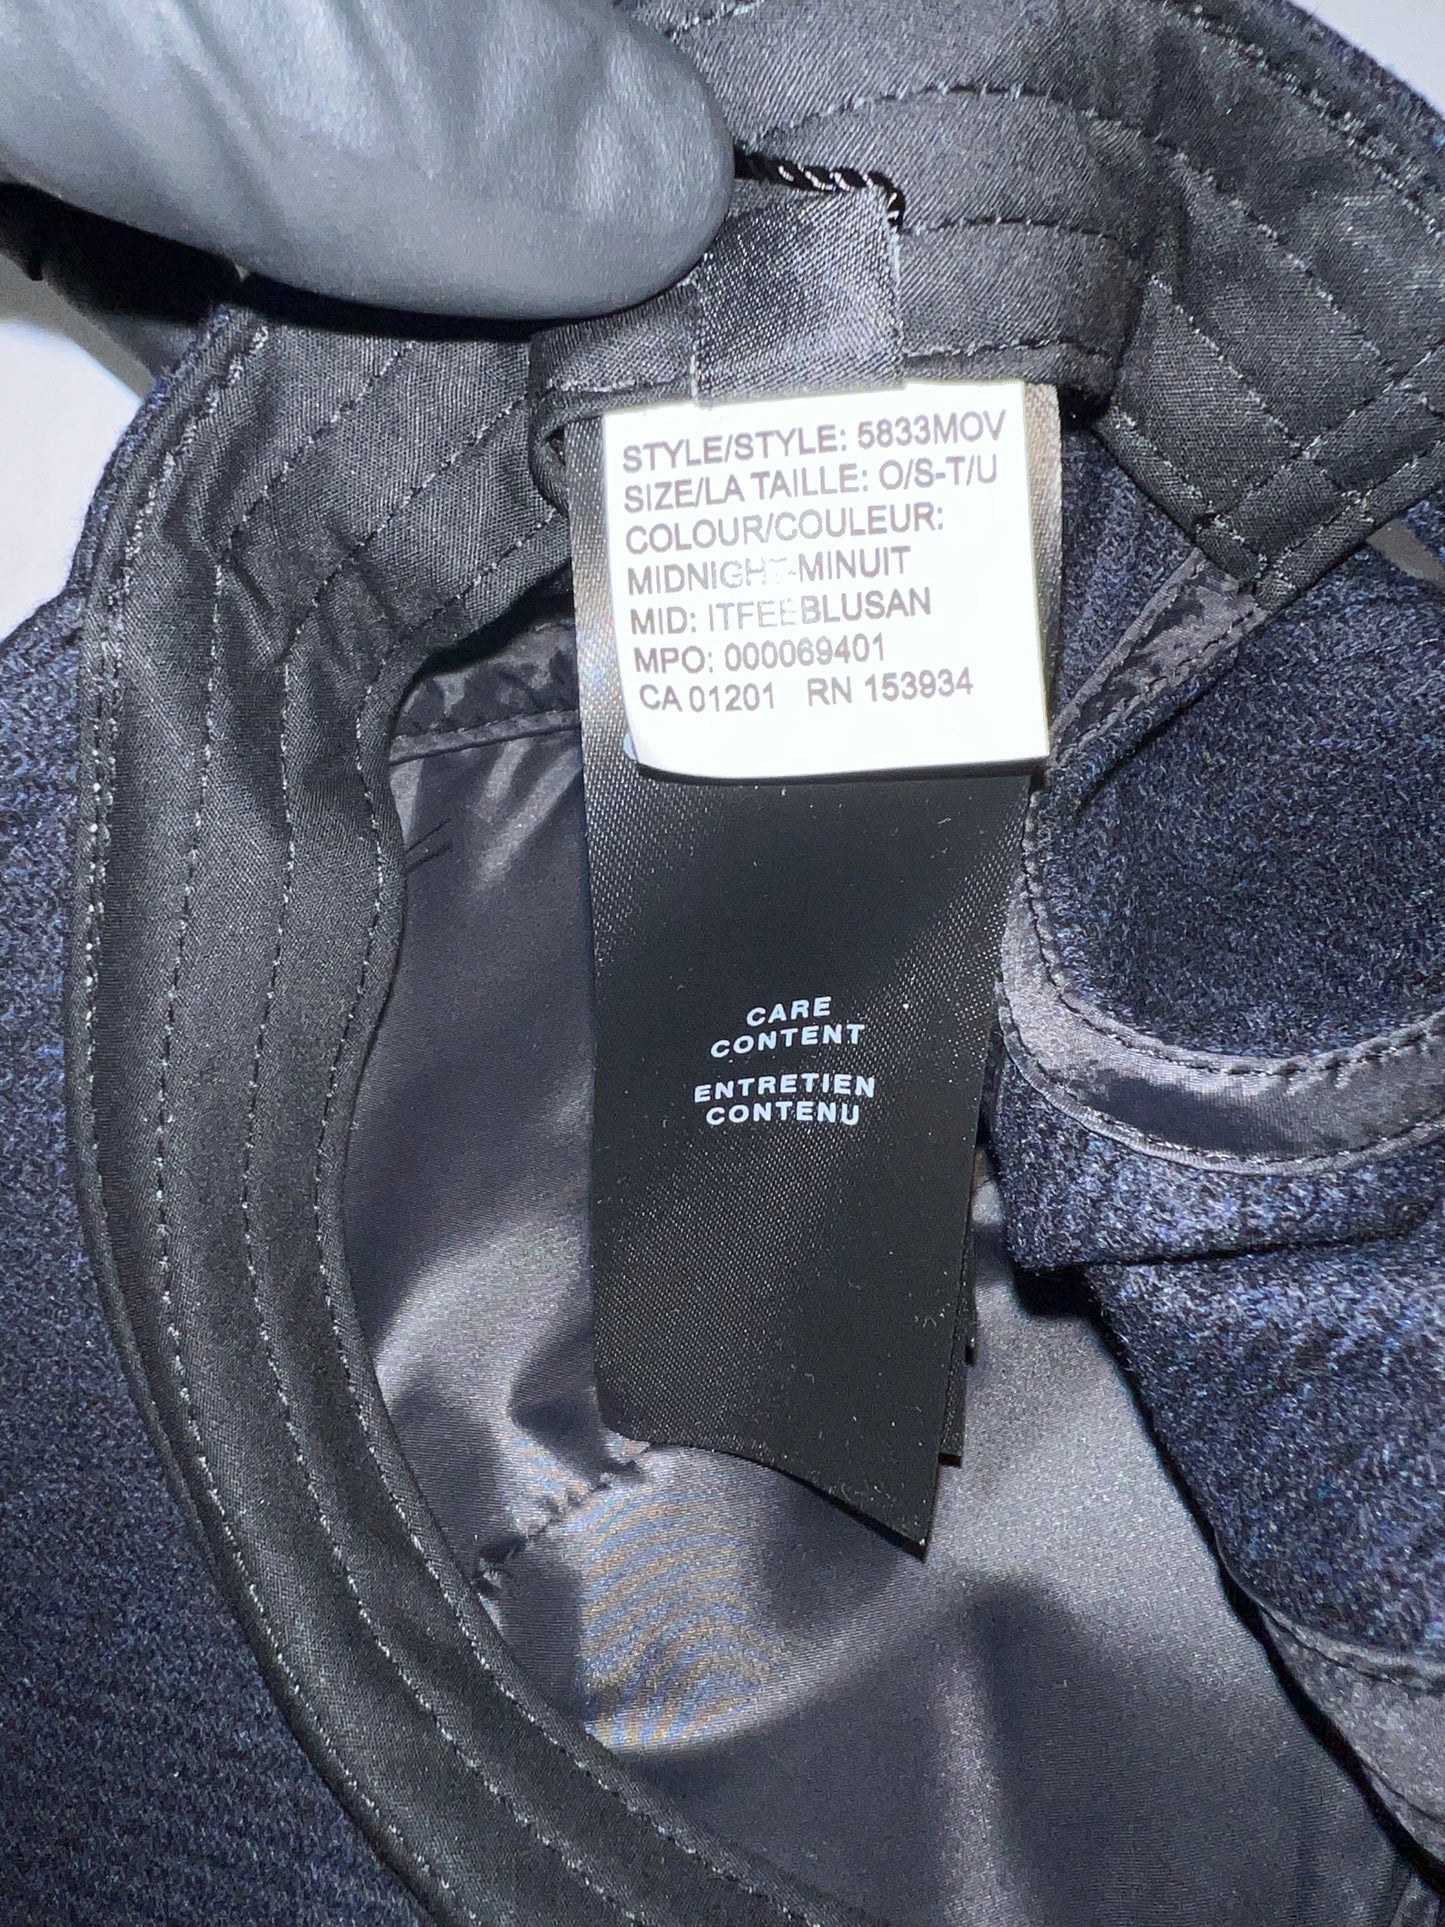 STYLE/STYLE: 5833MOV
SIZE/LA TAILLE: O/S-T/U
COLOUR/COULEUR:
MIDNIGHT-MINUIT
MID: ITFEEBLUSAN
MPO: 000069401
CA 01201 RN 153934
CARE
CONTENT
ENTRETIEN
CONTENU